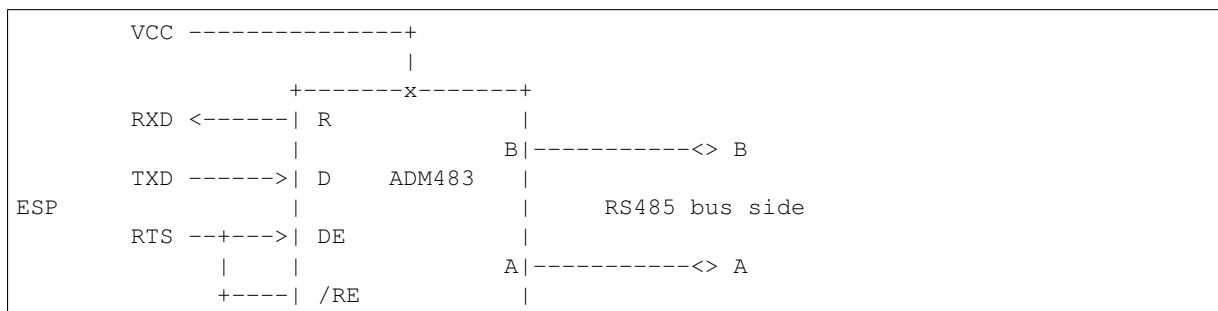 VCC ---------------+
                           |
                   +-------x-------+
        RXD <------| R             |
                   |              B|-----------<> B
        TXD ------>| D    ADM483   |
ESP                |               |     RS485 bus side
        RTS --+--->| DE            |
              |    |              A|-----------<> A
              +----| /RE           |